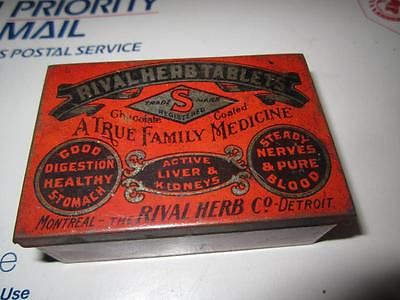 PRIORITY
MAIL
S POSTAL SERVICE
RIVAL HERB TABLETS
TRADE MARK
S
REGISTERED
Chocolate Coated
A TRUE FAMILY MEDICINE
GOOD
DIGESTION
HEALTHY
STOMACH
ACTIVE
LIVER &
KIDNEYS
STEADY
NERVES
& PURE
BLOOD
MONTREAL - THE RIVAL HERB CO - DETROIT.
e
Use